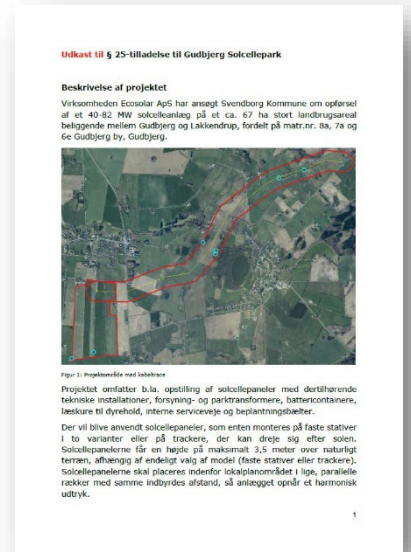 Udkast til § 25-tilladelse til Gudbjerg Solcellepark
Beskrivelse af projektet
Virksomheden Ecosolar ApS har ansøgt Svendborg Kommune om opførsel
af et 40-82 MW solcelleanlæg på et ca. 67 ha stort landbrugsareal
beliggende mellem Gudbjerg og Lakkendrup, fordelt på matr.nr. 8a, 7a og
6e Gudbjerg by, Gudbjerg.
Figur 1: Projektområde med kabeltrace
Projektet omfatter b.la. opstilling af solcellepaneler med dertilhørende
tekniske installationer, forsyning- og parktransformere, battericontainere,
læskure til dyrehold, interne serviceveje og beplantningsbælter.
Der vil blive anvendt solcellepaneler, som enten monteres på faste stativer
i to varianter eller på trackere, der kan dreje sig efter solen.
Solcellepanelerne får en højde på maksimalt 3,5 meter over naturligt
terræn, afhængig af endeligt valg af model (faste stativer eller trackere).
Solcellepanelerne skal placeres indenfor lokalplanområdet i lige, parallelle
rækker med samme indbyrdes afstand, så anlægget opnår et harmonisk
udtryk.
1